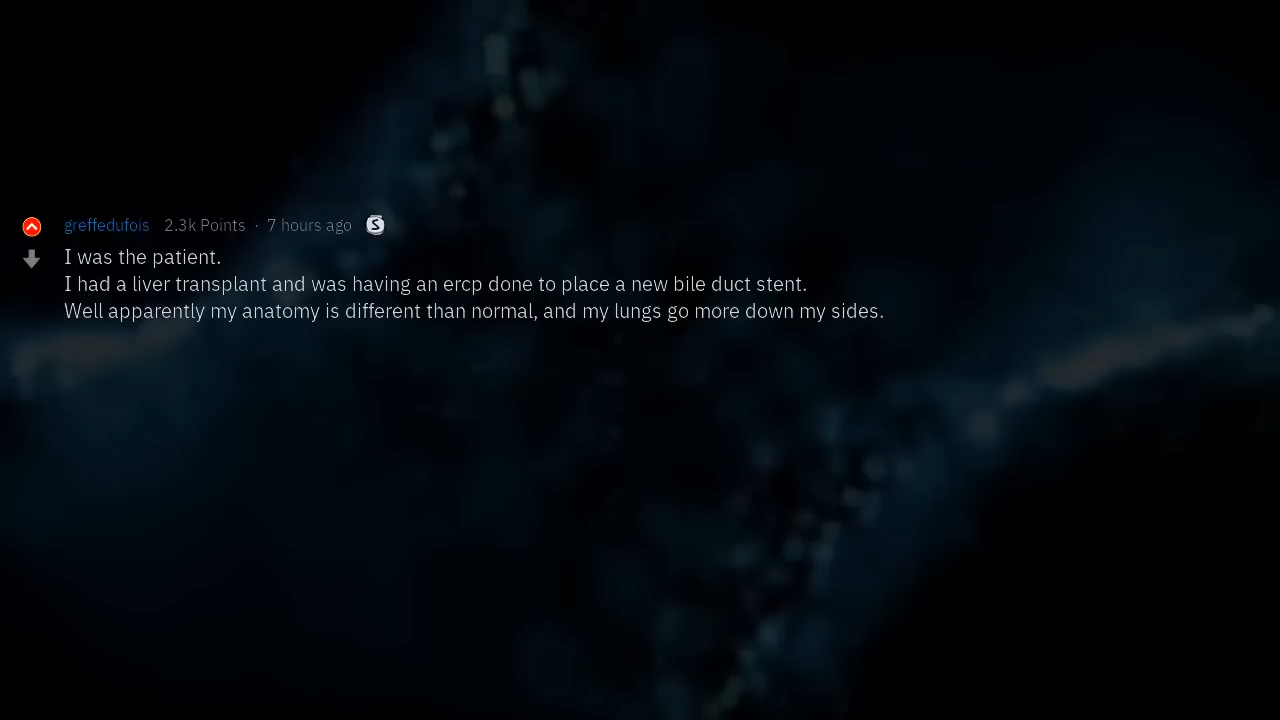 greffedufois 2.3k Points · 7 hours ago S
I was the patient.
I had a liver transplant and was having an ercp done to place a new bile duct stent.
Well apparently my anatomy is different than normal, and my lungs go more down my sides.